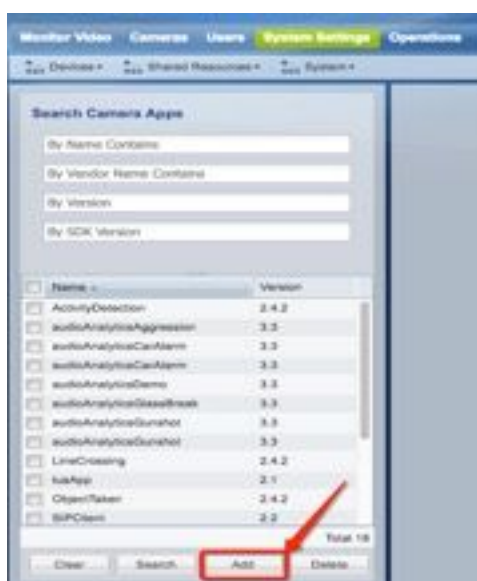 Monitor Video Cameras Users System Settings Operations
Devices Shared Resources System
Search Camera Apps
By Name Contains
By Vendor Name Contains
By Version
By SDK Version
Name Version
ActivityDetection 2.4.2
audioAnalyticsAggression 3.3
audioAnalyticsCarAlarm 3.3
audioAnalyticsCarAlarm 3.3
audioAnalyticsDemo 3.3
audioAnalyticsGlassBreak 3.3
audioAnalyticsGunshot 3.3
audioAnalyticsGunshot 3.3
LineCrossing 2.4.2
luaApp 2.1
ObjectTaken 2.4.2
SIPClient 2.2
Total 18
Clear Search Add Delete